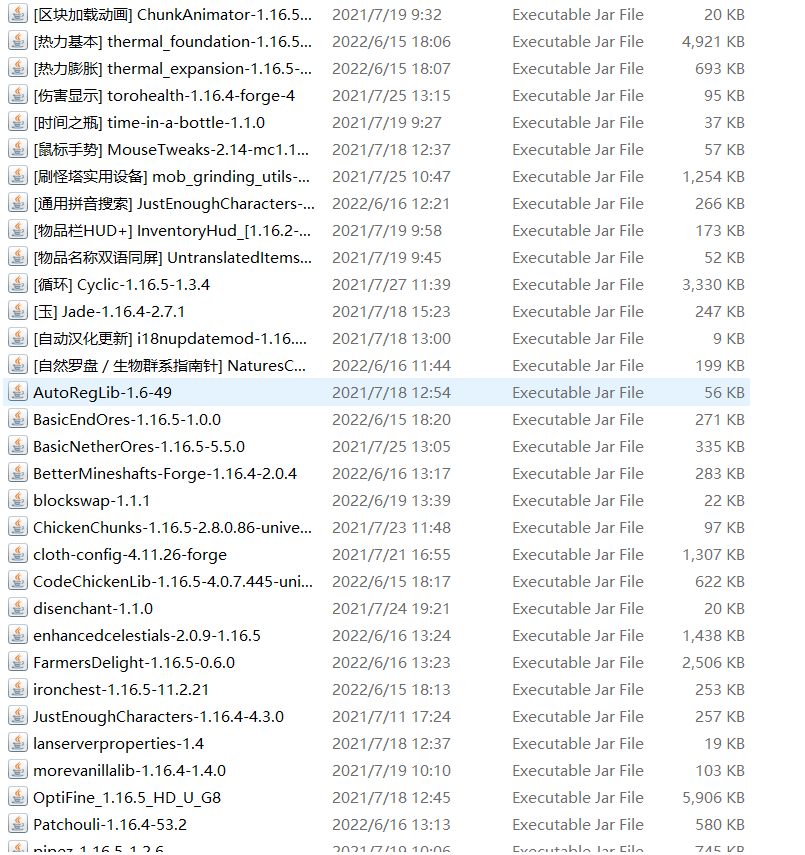 [区块加载动画] ChunkAnimator-1.16.5... 2021/7/19 9:32 Executable Jar File 20 KB
[热力基本] thermal_foundation-1.16.5... 2022/6/15 18:06 Executable Jar File 4,921 KB
[热力膨胀] thermal_expansion-1.16.5-... 2022/6/15 18:07 Executable Jar File 693 KB
[伤害显示] torohealth-1.16.4-forge-4 2021/7/25 13:15 Executable Jar File 95 KB
[时间之瓶] time-in-a-bottle-1.1.0 2021/7/19 9:27 Executable Jar File 37 KB
[鼠标手势] MouseTweaks-2.14-mc1.1... 2021/7/18 12:37 Executable Jar File 57 KB
[刷怪塔实用设备] mob_grinding_utils-... 2021/7/25 10:47 Executable Jar File 1,254 KB
[通用拼音搜索] JustEnoughCharacters-... 2022/6/16 12:21 Executable Jar File 266 KB
[物品栏HUD+] InventoryHud_[1.16.2-... 2021/7/19 9:58 Executable Jar File 173 KB
[物品名称双语同屏] UntranslatedItems... 2021/7/19 9:45 Executable Jar File 52 KB
[循环] Cyclic-1.16.5-1.3.4 2021/7/27 11:39 Executable Jar File 3,330 KB
[玉] Jade-1.16.4-2.7.1 2021/7/18 15:23 Executable Jar File 247 KB
[自动汉化更新] i18nupdatemod-1.16.... 2021/7/18 13:00 Executable Jar File 9 KB
[自然罗盘 / 生物群系指南针] NaturesC... 2022/6/16 11:44 Executable Jar File 199 KB
AutoRegLib-1.6-49 2021/7/18 12:54 Executable Jar File 56 KB
BasicEndOres-1.16.5-1.0.0 2022/6/15 18:20 Executable Jar File 271 KB
BasicNetherOres-1.16.5-5.5.0 2021/7/25 13:05 Executable Jar File 335 KB
BetterMineshafts-Forge-1.16.4-2.0.4 2022/6/16 13:17 Executable Jar File 283 KB
blockswap-1.1.1 2022/6/19 13:39 Executable Jar File 22 KB
ChickenChunks-1.16.5-2.8.0.86-unive... 2021/7/23 11:48 Executable Jar File 97 KB
cloth-config-4.11.26-forge 2021/7/21 16:55 Executable Jar File 1,307 KB
CodeChickenLib-1.16.5-4.0.7.445-uni... 2022/6/15 18:17 Executable Jar File 622 KB
disenchant-1.1.0 2021/7/24 19:21 Executable Jar File 20 KB
enhancedcelestials-2.0.9-1.16.5 2022/6/16 13:24 Executable Jar File 1,438 KB
FarmersDelight-1.16.5-0.6.0 2022/6/16 13:23 Executable Jar File 2,506 KB
ironchest-1.16.5-11.2.21 2022/6/15 18:13 Executable Jar File 253 KB
JustEnoughCharacters-1.16.4-4.3.0 2021/7/11 17:24 Executable Jar File 257 KB
lanserverproperties-1.4 2021/7/18 12:37 Executable Jar File 19 KB
morevanillalib-1.16.4-1.4.0 2021/7/19 10:10 Executable Jar File 103 KB
OptiFine_1.16.5_HD_U_G8 2021/7/18 12:45 Executable Jar File 5,906 KB
Patchouli-1.16.4-53.2 2022/6/16 13:13 Executable Jar File 580 KB
pipez-1.16.5-1.2.6 2021/7/19 10:06 Executable Jar File 745 KB